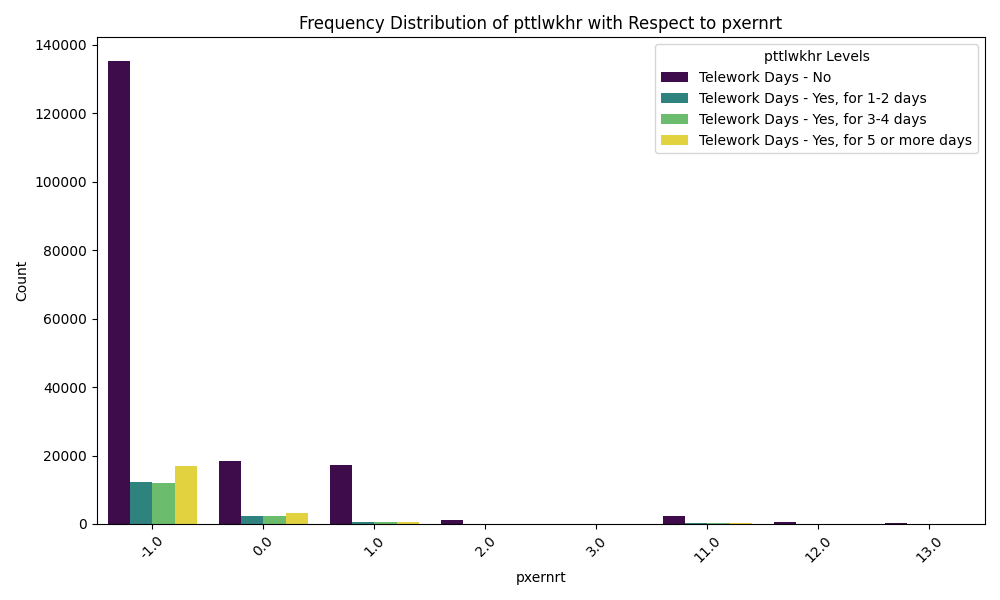 Frequency Distribution of pttlwkhr with Respect to pxernrt
pttlwkhr Levels
Telework Days - No
Telework Days - Yes, for 1-2 days
Telework Days - Yes, for 3-4 days
Telework Days - Yes, for 5 or more days
140000
120000
100000
80000
60000
40000
20000
0
Count
-1.0
0.0
1.0
2.0
3.0
11.0
12.0
13.0
pxernrt